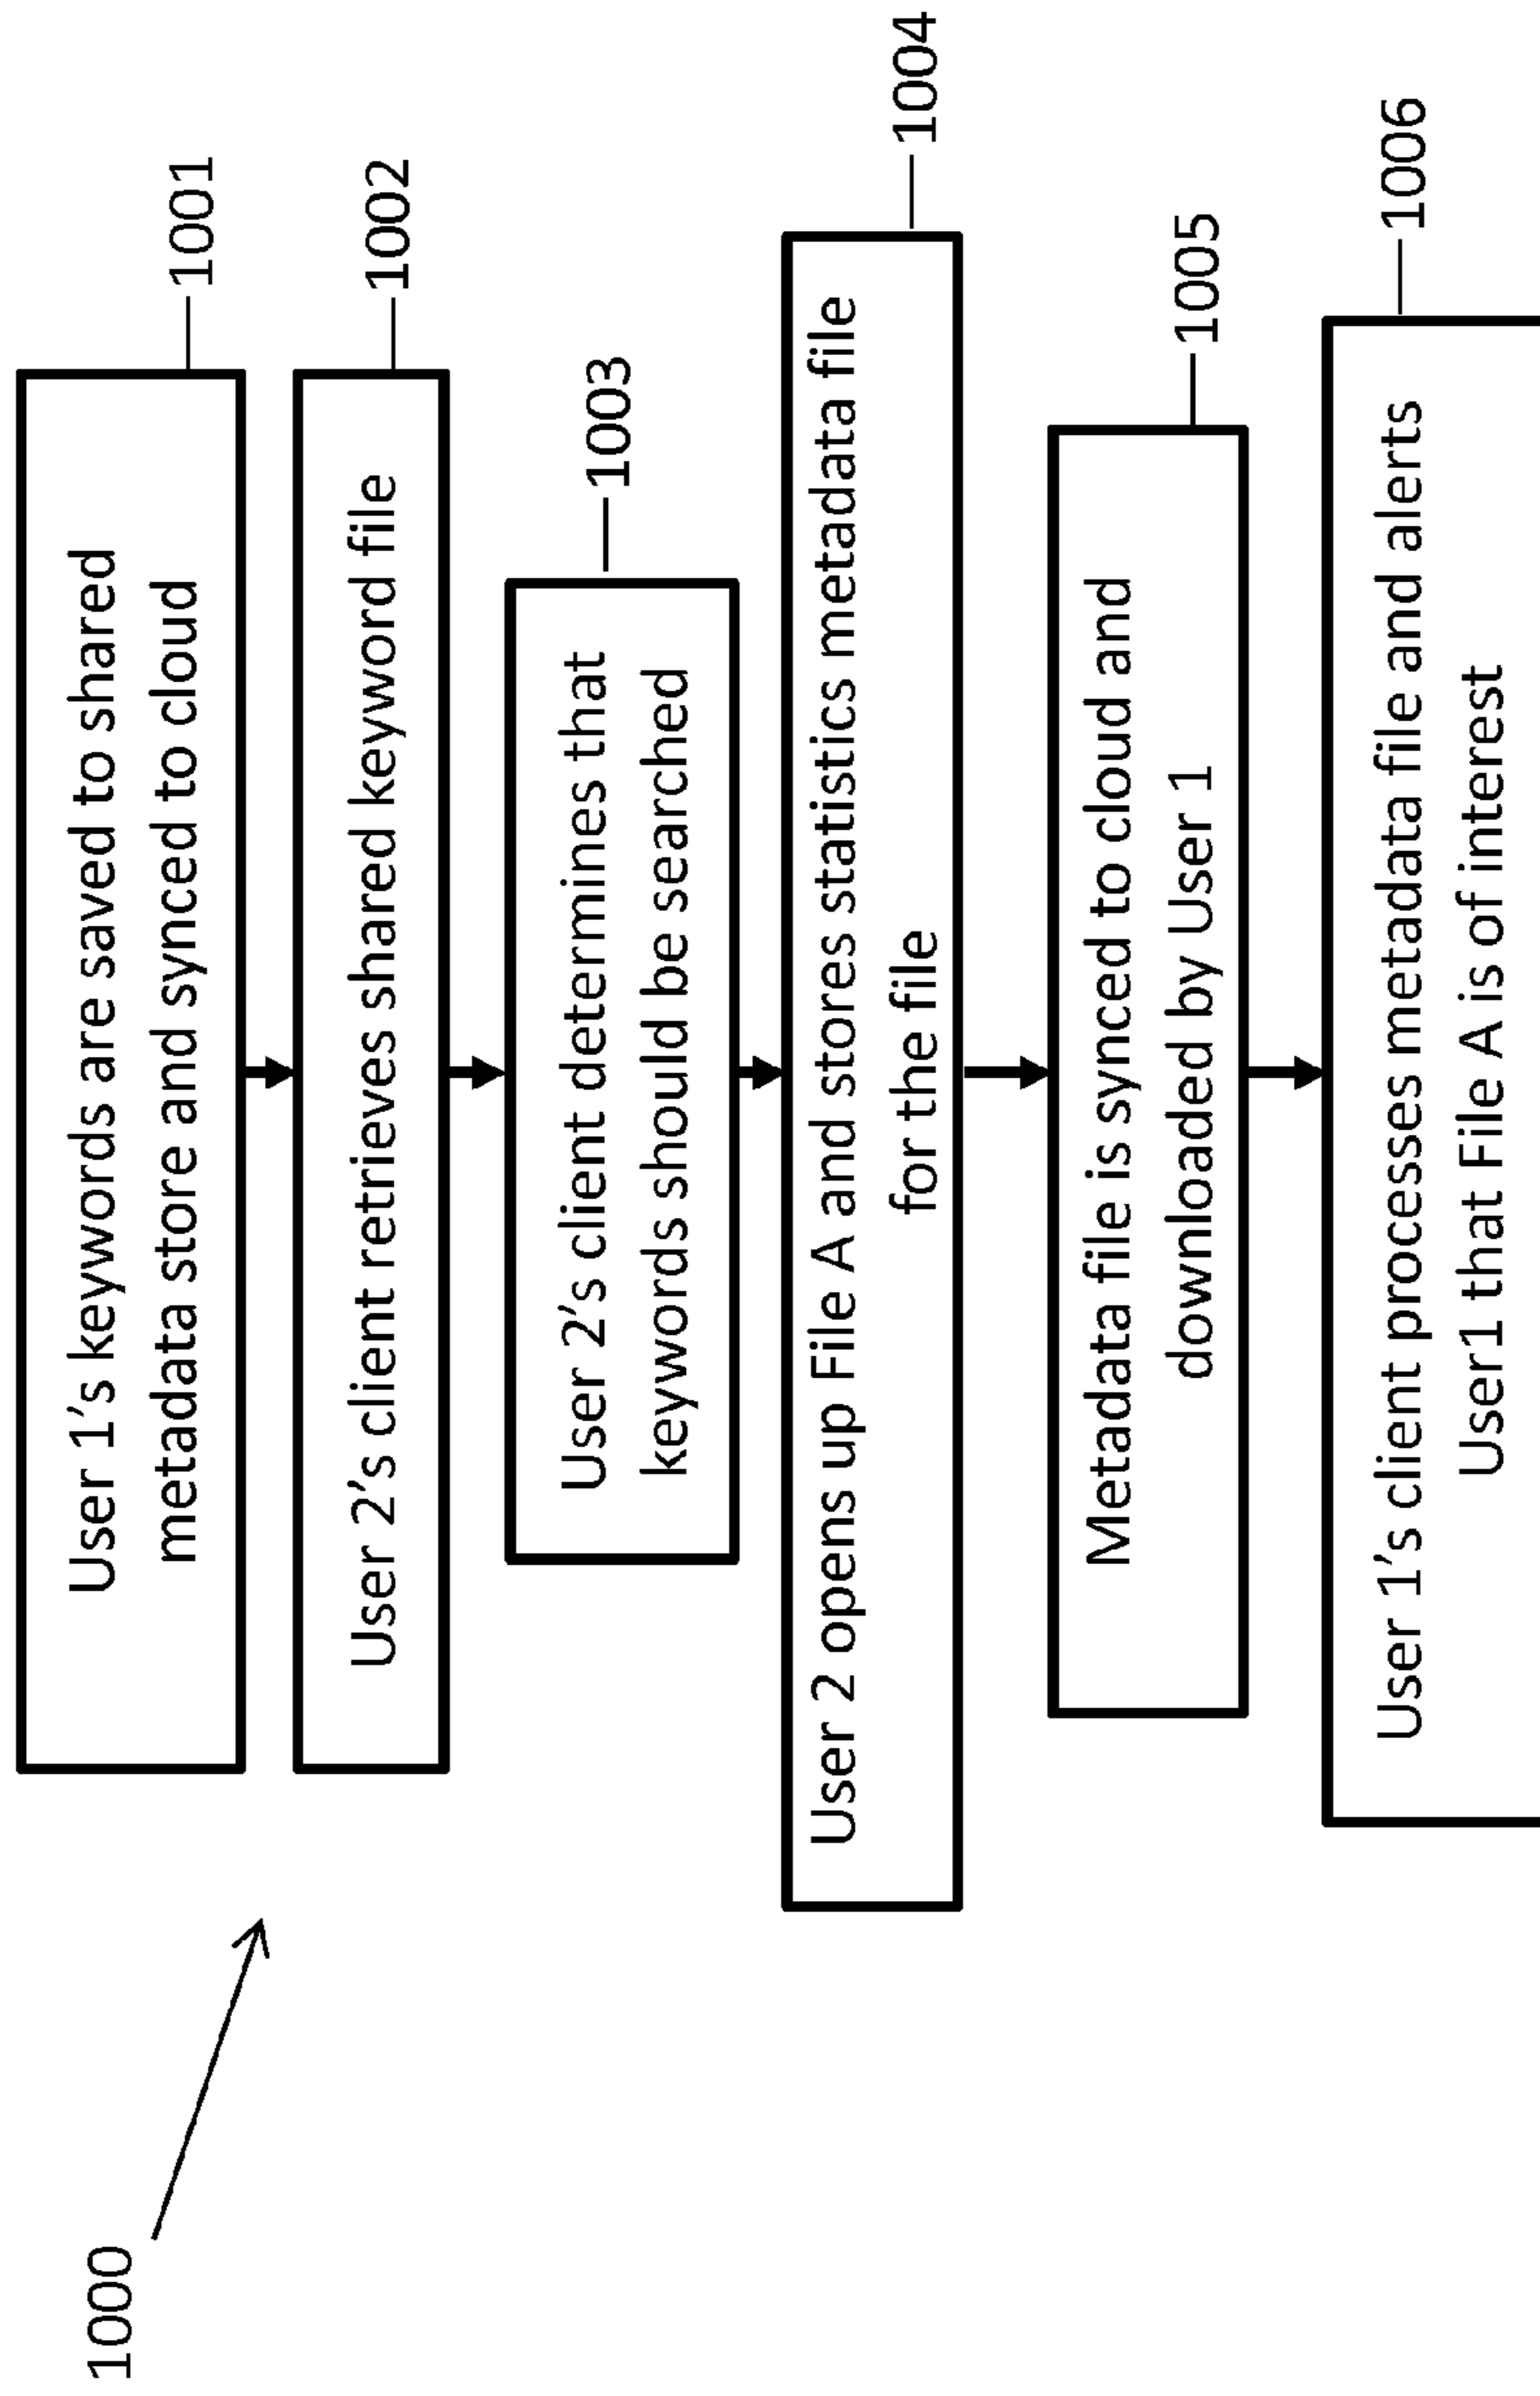 1000
User 1's keywords are saved to shared
metadata store and synced to cloud
1001
User 2's client retrieves shared keyword file
1002
User 2's client determines that
keywords should be searched
1003
User 2 opens up File A and stores statistics metadata file
for the file
1004
Metadata file is synced to cloud and
downloaded by User 1
1005
User 1's client processes metadata file and alerts
User1 that File A is of interest
1006